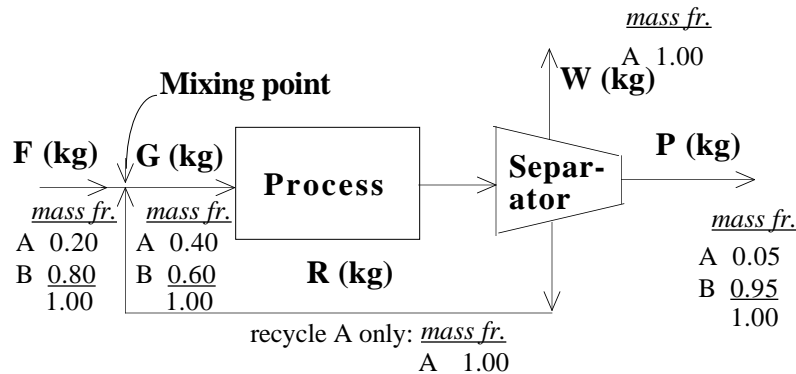 mass fr.
A 1.00
W (kg)
Mixing point
F (kg)
G (kg)
Process
Separ-
ator
P (kg)
mass fr.
A 0.20
B 0.80
1.00
mass fr.
A 0.40
B 0.60
1.00
R (kg)
mass fr.
A 0.05
B 0.95
1.00
recycle A only: mass fr.
A 1.00